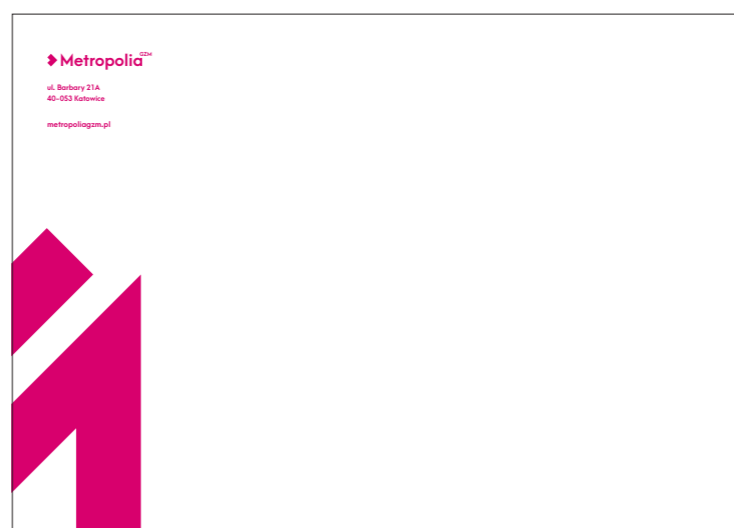 Metropolia GZM
ul. Barbary 21A
40-053 Katowice
metropoliagzm.pl